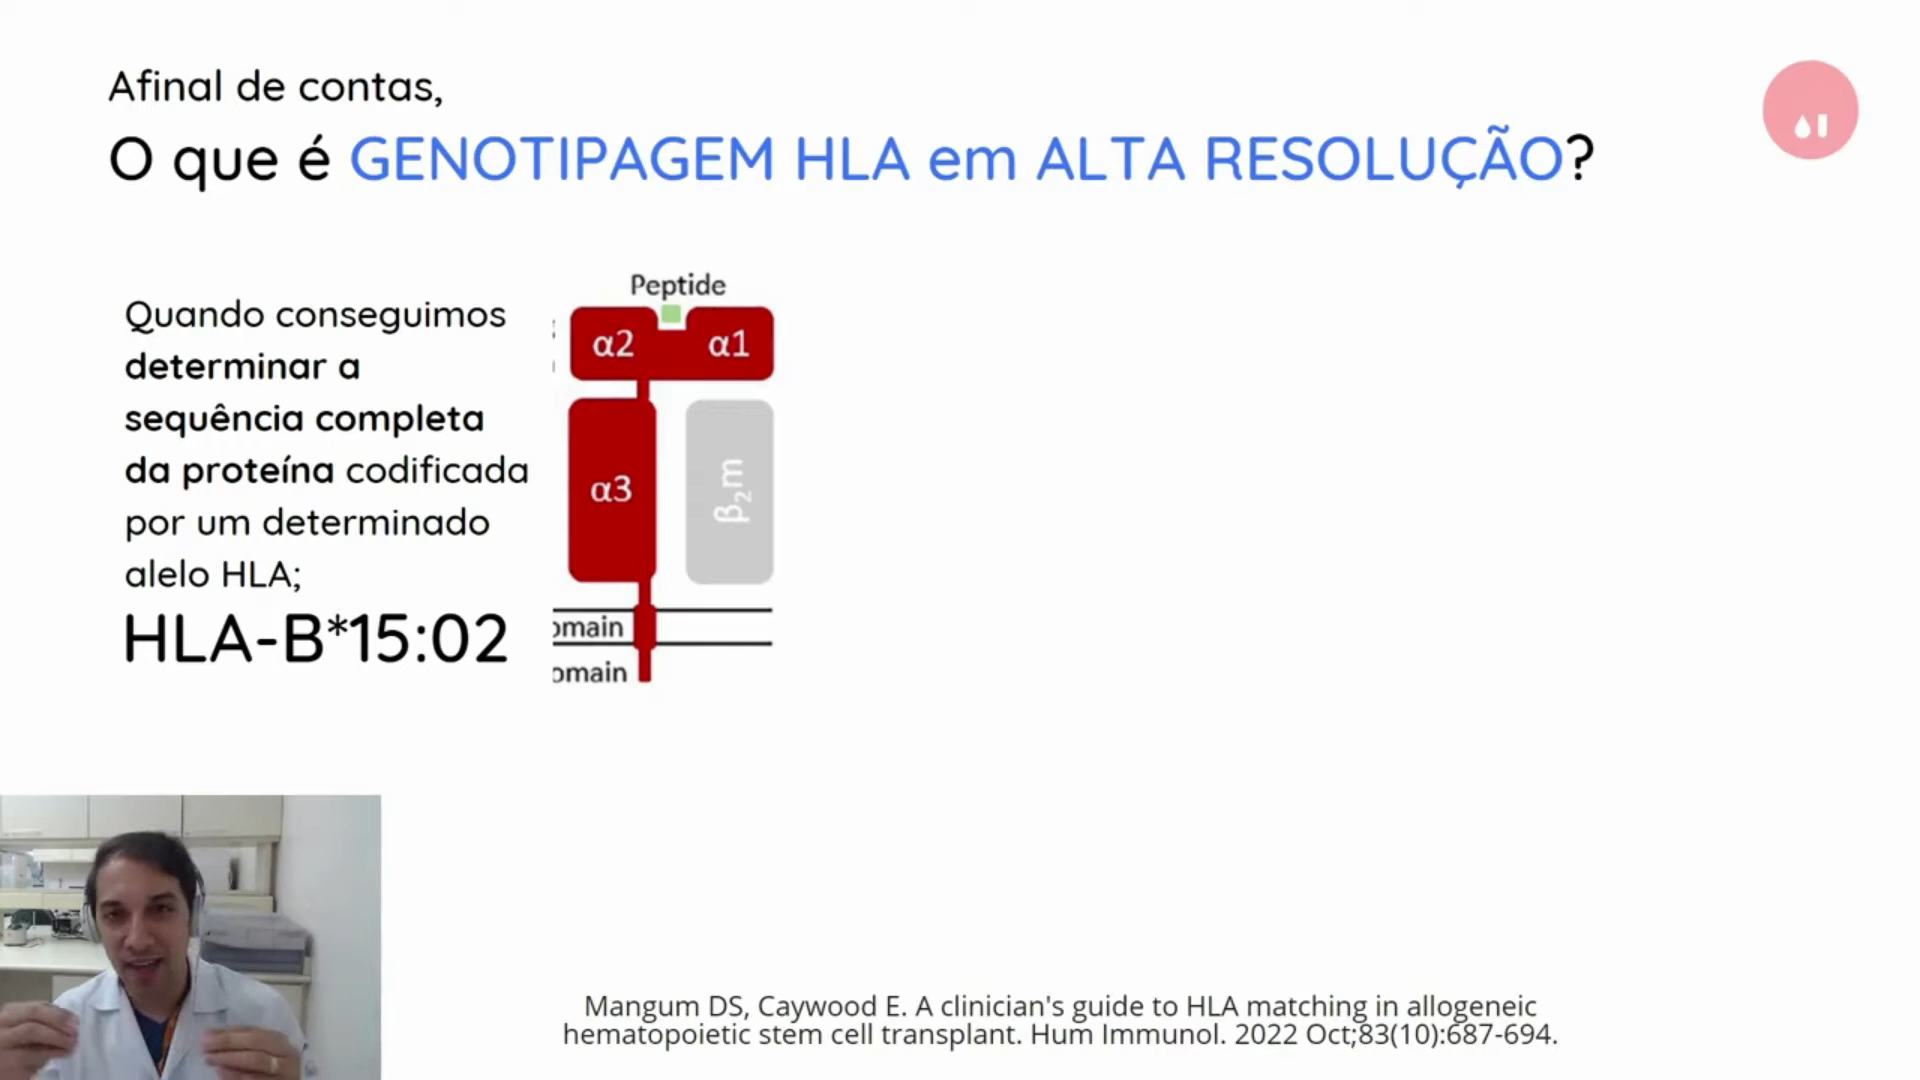 Afinal de contas,
O que é GENOTIPAGEM HLA em ALTA RESOLUÇÃO?
Quando conseguimos
determinar a
sequência completa
da proteína codificada
por um determinado
alelo HLA;
HLA-B*15:02
Peptide
α2 α1
α3
β₂m
omain
omain
Mangum DS, Caywood E. A clinician's guide to HLA matching in allogeneic
hematopoietic stem cell transplant. Hum Immunol. 2022 Oct;83(10):687-694.